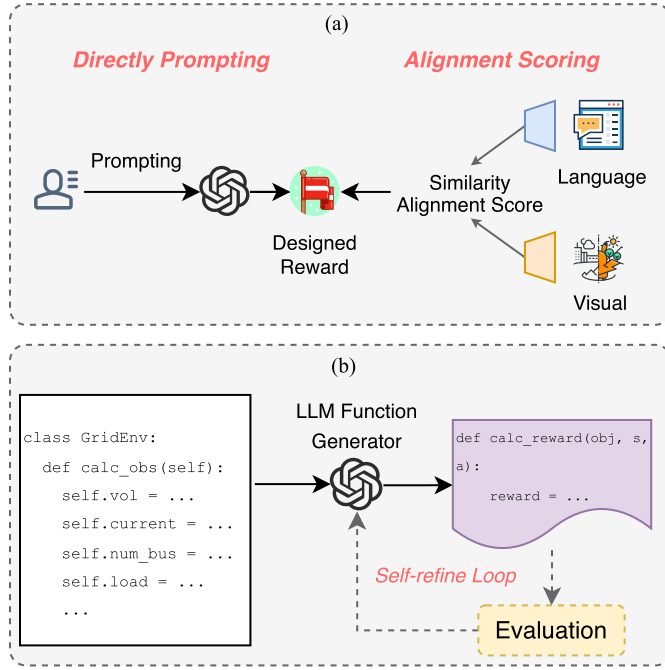 (a)
Directly Prompting
Alignment Scoring
Prompting
Designed
Reward
Similarity
Alignment Score
Language
Visual
(b)
class GridEnv:
def calc_obs(self):
self.vol = ...
self.current = ...
self.num_bus = ...
self.load = ...
...
LLM Function
Generator
def calc_reward(obj, s,
a):
reward = ...
Self-refine Loop
Evaluation